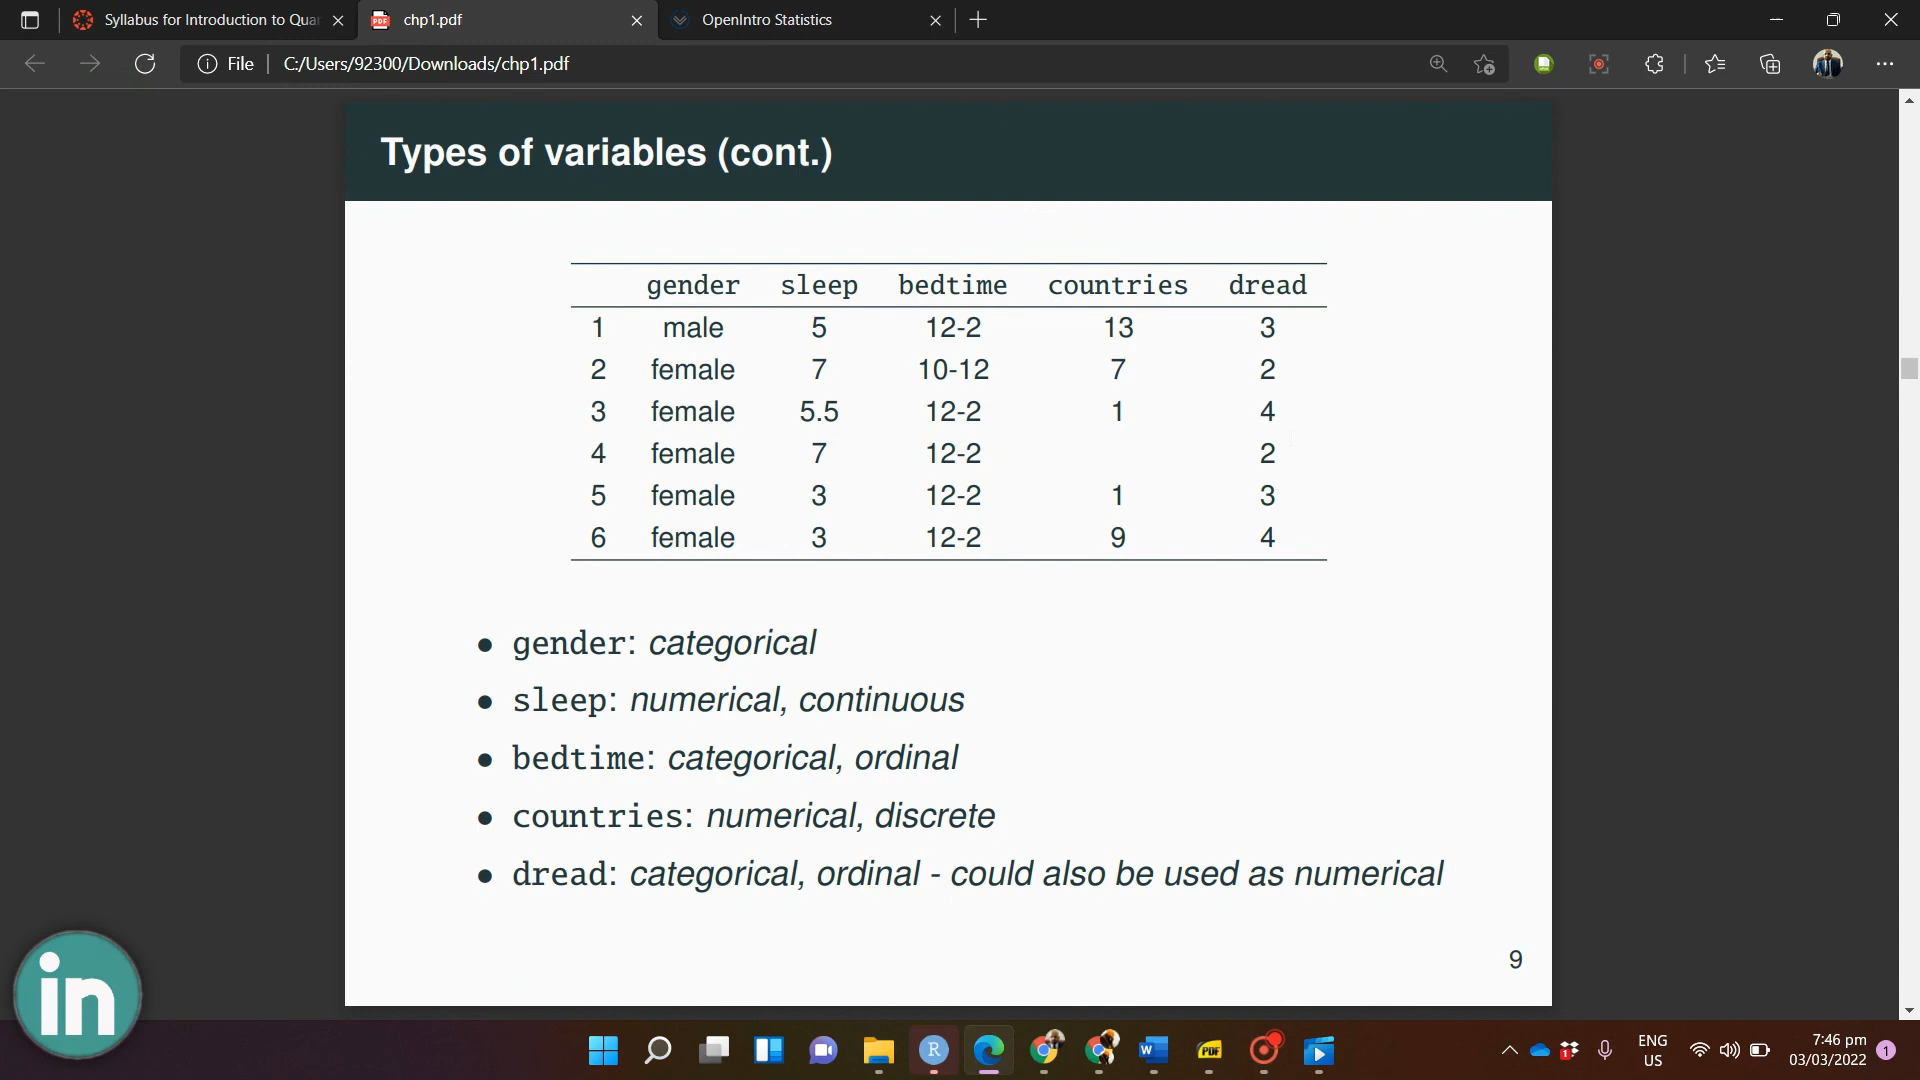 Syllabus for Introduction to Qua
chp1.pdf
OpenIntro Statistics
File
C:/Users/92300/Downloads/chp1.pdf
Types of variables (cont.)
gender sleep bedtime countries dread
1 male 5 12-2 13 3
2 female 7 10-12 7 2
3 female 5.5 12-2 1 4
4 female 7 12-2 2
5 female 3 12-2 1 3
6 female 3 12-2 9 4
• gender: categorical
• sleep: numerical, continuous
• bedtime: categorical, ordinal
• countries: numerical, discrete
• dread: categorical, ordinal - could also be used as numerical
9
in
R
W
PDF
1
ENG
US
7:46 pm
03/03/2022
1